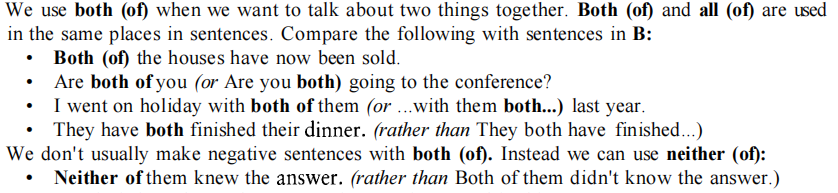 We use both (of) when we want to talk about two things together. Both (of) and all (of) are used
in the same places in sentences. Compare the following with sentences in B:
• Both (of) the houses have now been sold.
• Are both of you (or Are you both) going to the conference?
• I went on holiday with both of them (or ...with them both...) last year.
• They have both finished their dinner. (rather than They both have finished...)
We don't usually make negative sentences with both (of). Instead we can use neither (of):
• Neither of them knew the answer. (rather than Both of them didn't know the answer.)